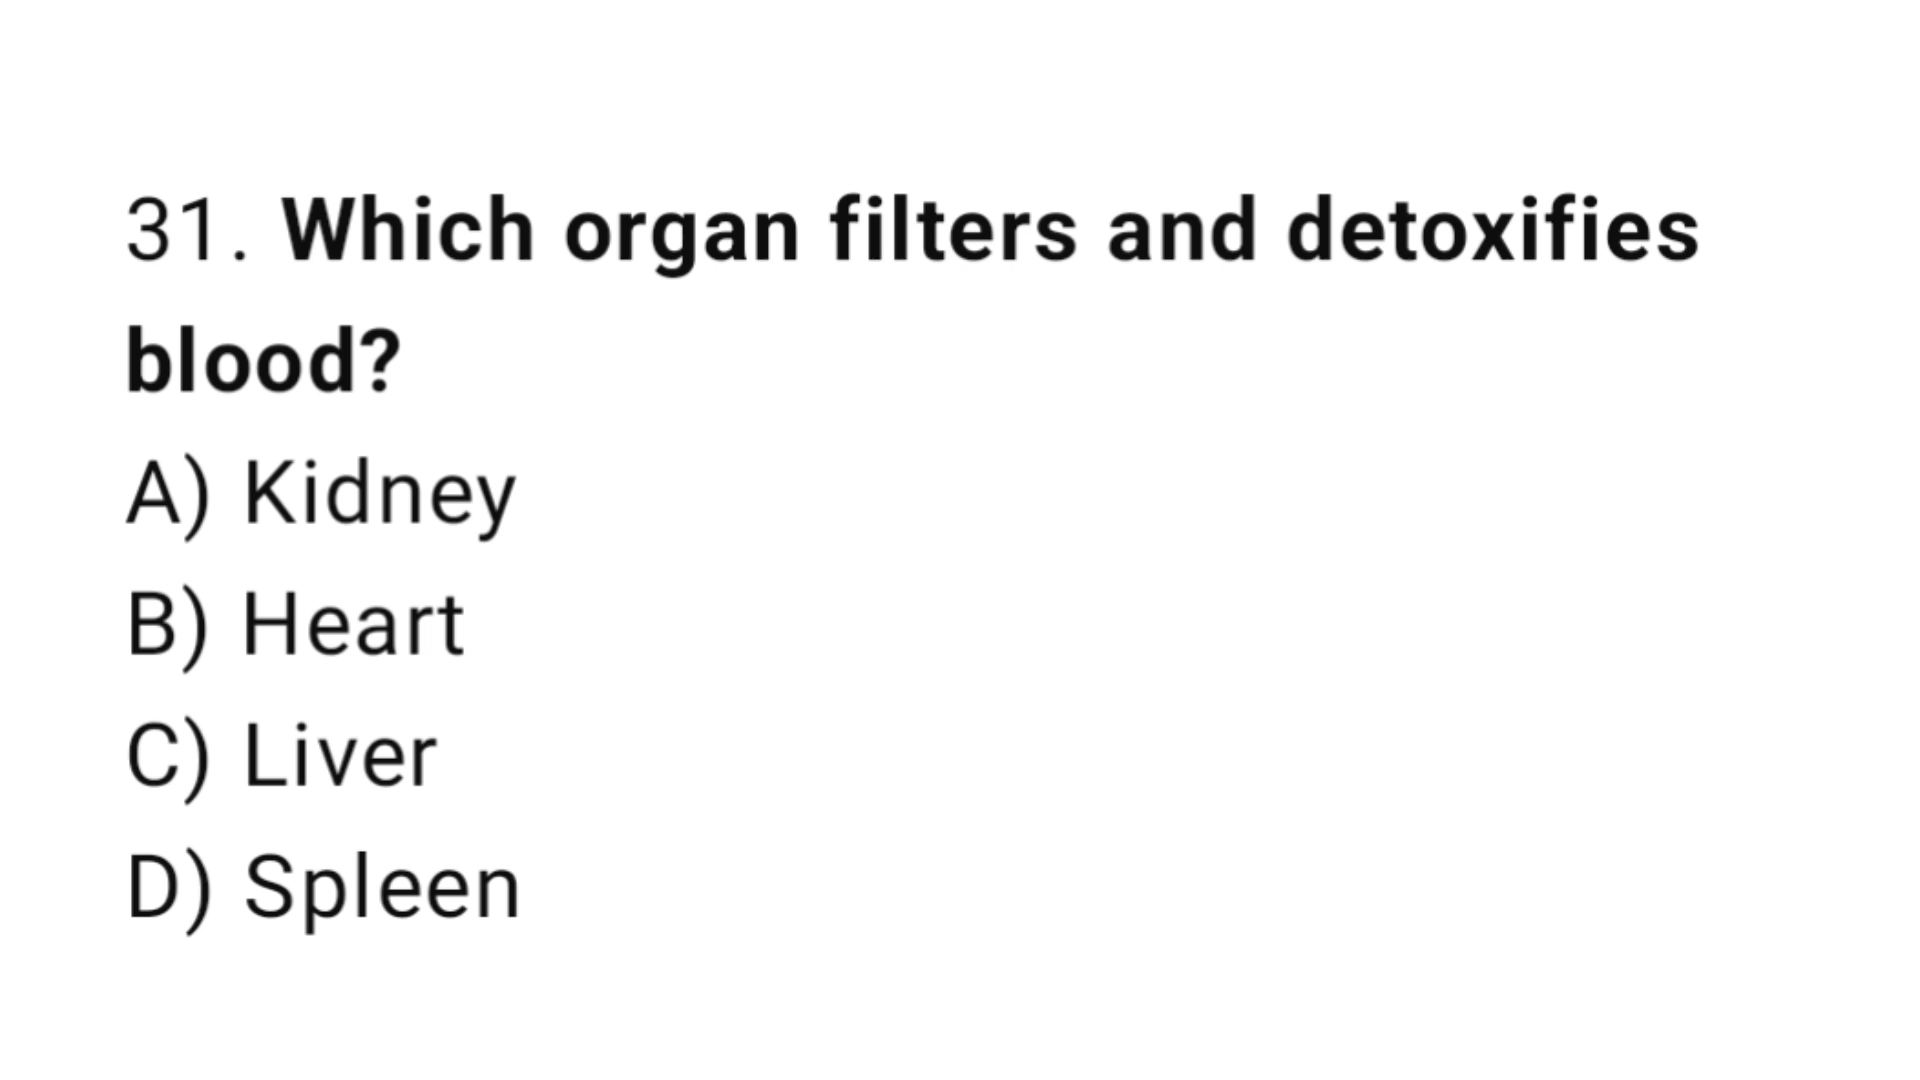 31. Which organ filters and detoxifies
blood?
A) Kidney
B) Heart
C) Liver
D) Spleen